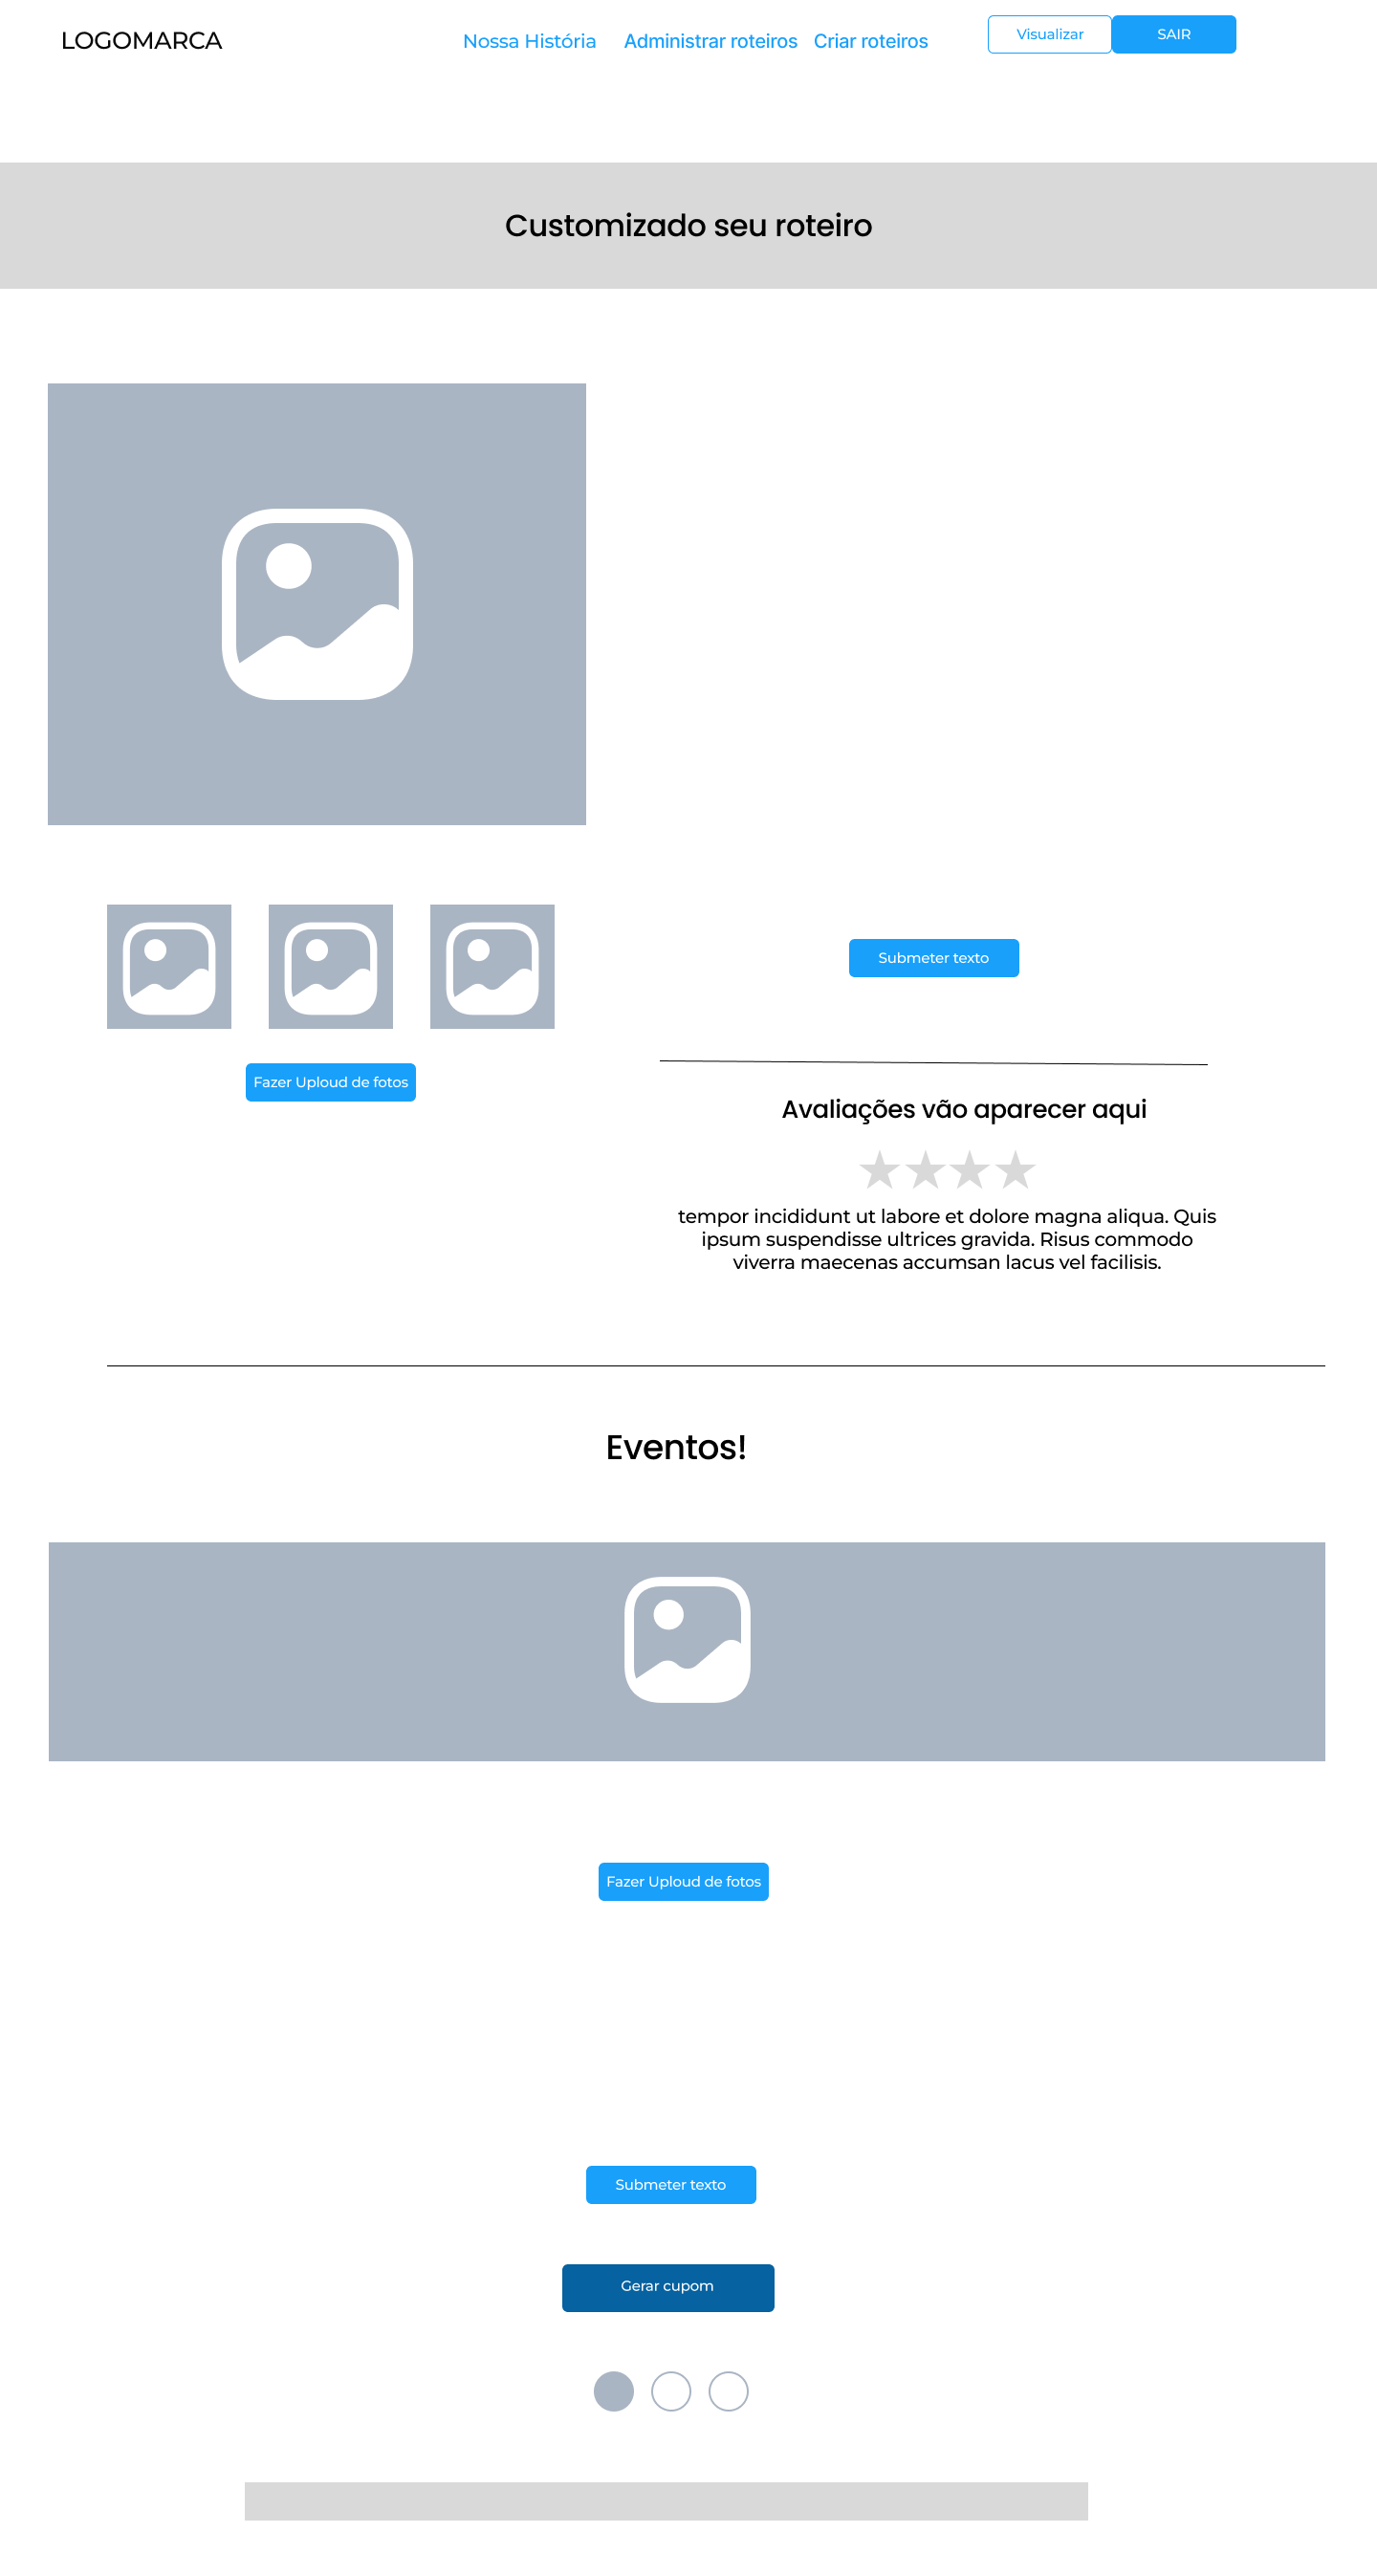 LOGOMARCA
Nossa História
Administrar roteiros
Criar roteiros
Visualizar
SAIR
Customizado seu roteiro
Submeter texto
Fazer Uploud de fotos
Avaliações vão aparecer aqui
tempor incididunt ut labore et dolore magna aliqua. Quis
ipsum suspendisse ultrices gravida. Risus commodo
viverra maecenas accumsan lacus vel facilisis.
Eventos!
Fazer Uploud de fotos
Submeter texto
Gerar cupom